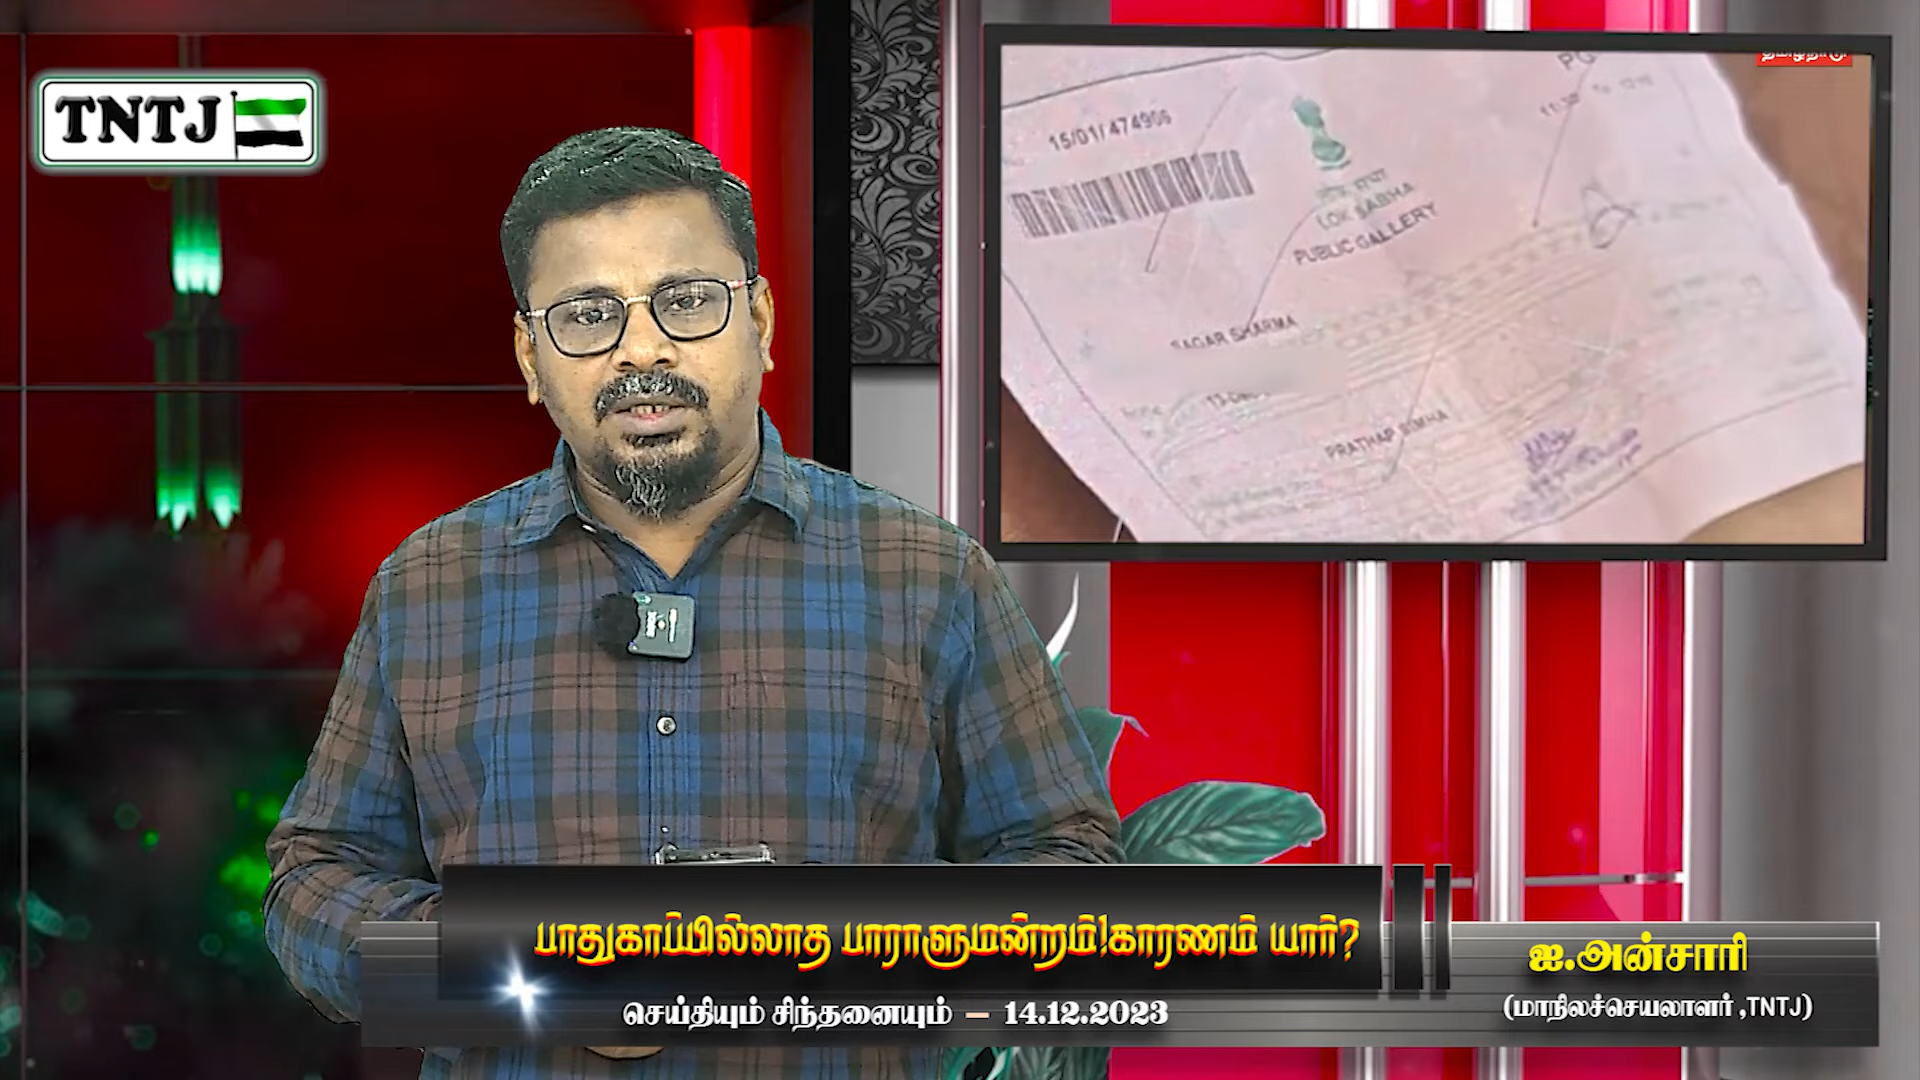 TNTJ
15/01/474906
LOK SABHA
PUBLIC GALLERY
SAGAR SHARMA
PRATHAP SIMHA
பாதுகாப்பில்லாத பாராளுமன்றம்!காரணம் யார்?
செய்தியும் சிந்தனையும் – 14.12.2023
ஐ.அன்சாரி
(மாநிலச்செயலாளர் ,TNTJ)